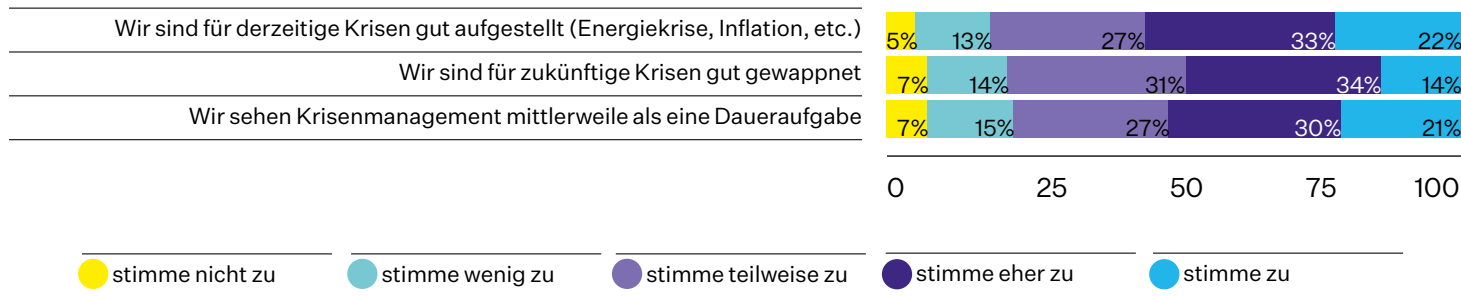 Wir sind für derzeitige Krisen gut aufgestellt (Energiekrise, Inflation, etc.) 5% 13% 27% 33% 22%
Wir sind für zukünftige Krisen gut gewappnet 7% 14% 31% 34% 14%
Wir sehen Krisenmanagement mittlerweile als eine Daueraufgabe 7% 15% 27% 30% 21%
0 25 50 75 100
stimme nicht zu stimme wenig zu stimme teilweise zu stimme eher zu stimme zu